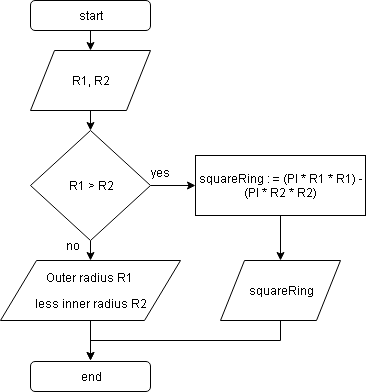 start
R1, R2
R1 > R2
yes
squareRing : = (PI * R1 * R1) -
(PI * R2 * R2)
no
Outer radius R1
less inner radius R2
squareRing
end